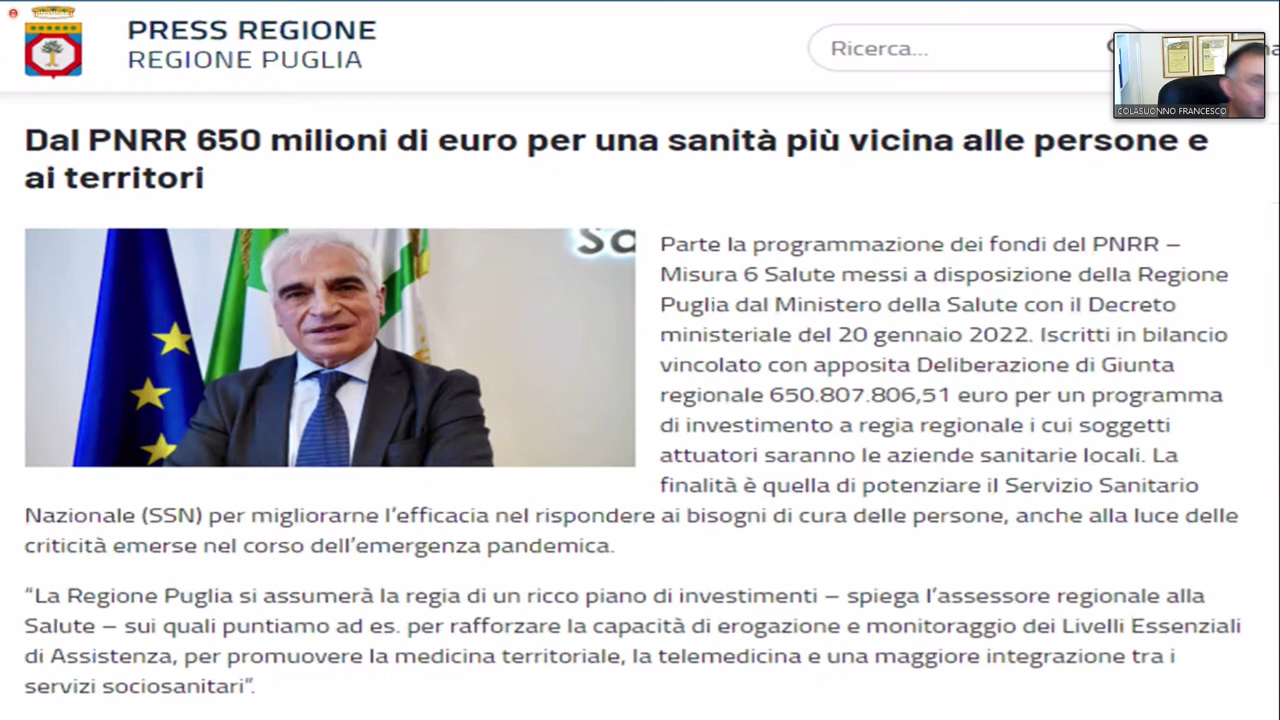 PRESS REGIONE
REGIONE PUGLIA
Ricerca...
COLASUONNO FRANCESCO
Dal PNRR 650 milioni di euro per una sanità più vicina alle persone e
ai territori
Parte la programmazione dei fondi del PNRR –
Misura 6 Salute messi a disposizione della Regione
Puglia dal Ministero della Salute con il Decreto
ministeriale del 20 gennaio 2022. Iscritti in bilancio
vincolato con apposita Deliberazione di Giunta
regionale 650.807.806,51 euro per un programma
di investimento a regia regionale i cui soggetti
attuatori saranno le aziende sanitarie locali. La
finalità è quella di potenziare il Servizio Sanitario
Nazionale (SSN) per migliorarne l’efficacia nel rispondere ai bisogni di cura delle persone, anche alla luce delle
criticità emerse nel corso dell’emergenza pandemica.
“La Regione Puglia si assumerà la regia di un ricco piano di investimenti – spiega l’assessore regionale alla
Salute – sui quali puntiamo ad es. per rafforzare la capacità di erogazione e monitoraggio dei Livelli Essenziali
di Assistenza, per promuovere la medicina territoriale, la telemedicina e una maggiore integrazione tra i
servizi sociosanitari”.